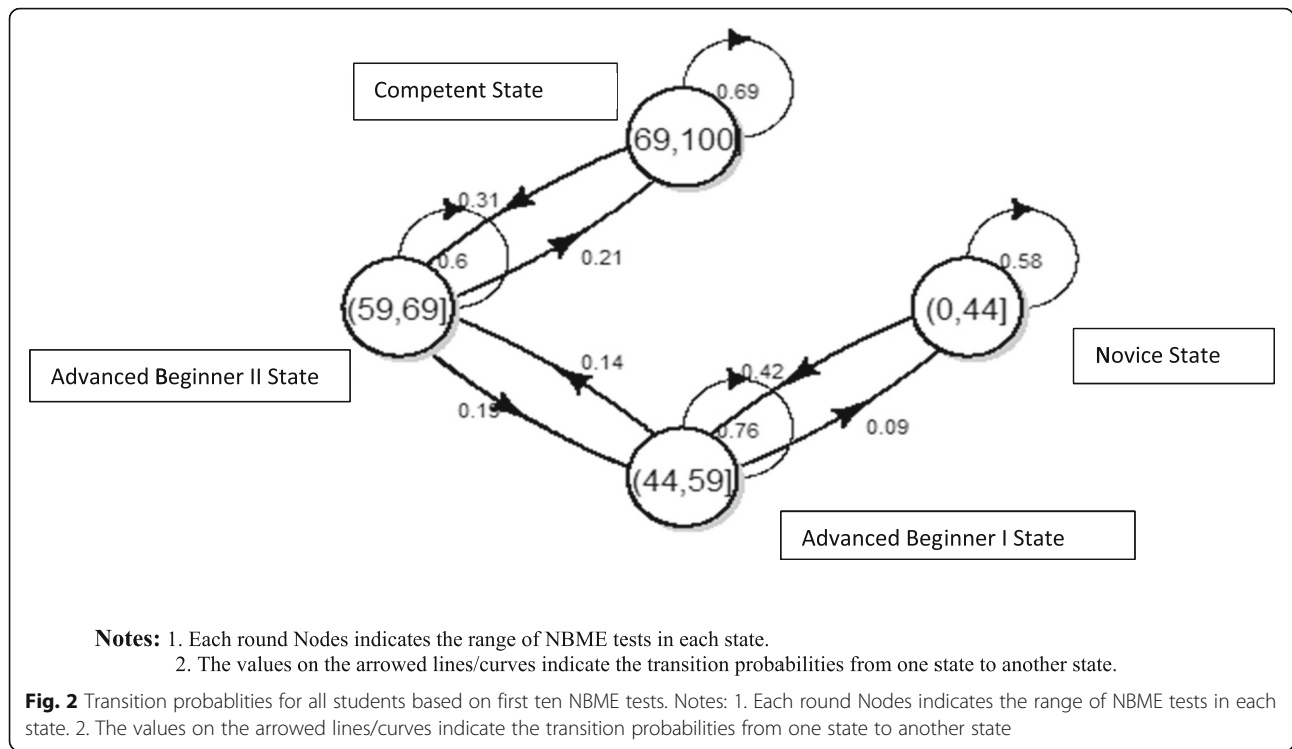 Competent State
0.69
69,100]
0.31
0.6
0.21
0.58
(59,69]
(0,44]
Novice State
Advanced Beginner II State
0.14
0.42
0.19
0.76
0.09
(44,59]
Advanced Beginner I State
Notes: 1. Each round Nodes indicates the range of NBME tests in each state.
2. The values on the arrowed lines/curves indicate the transition probabilities from one state to another state.
Fig. 2 Transition probablities for all students based on first ten NBME tests. Notes: 1. Each round Nodes indicates the range of NBME tests in each
state. 2. The values on the arrowed lines/curves indicate the transition probabilities from one state to another state